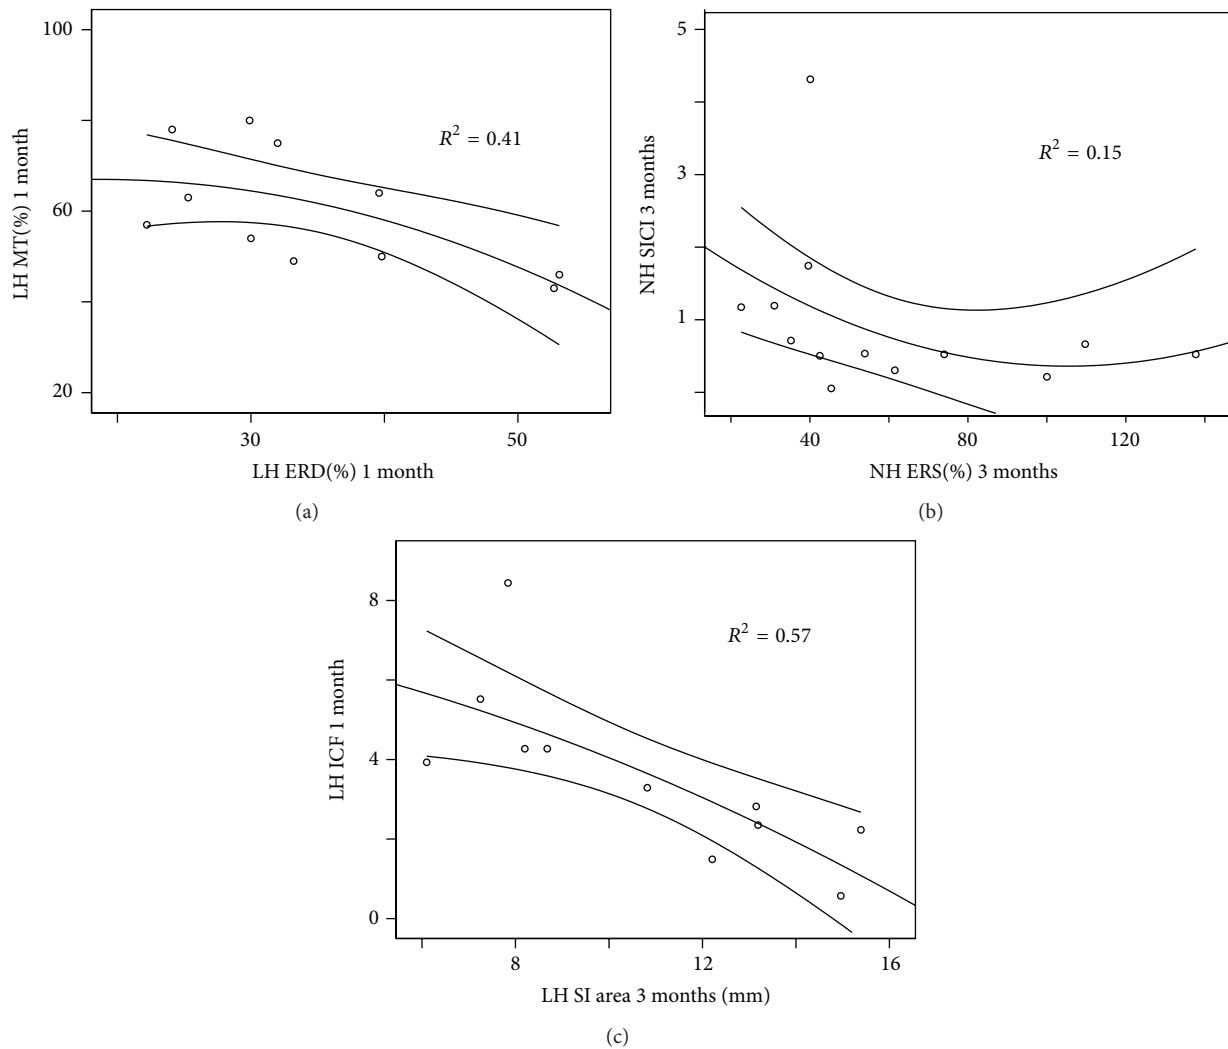 100
60
20
LH MT(%) 1 month
R² = 0.41
30
50
LH ERD(%) 1 month
(a)
5
3
1
NH SICI 3 months
R² = 0.15
40
80
120
NH ERS(%) 3 months
(b)
8
4
0
LH ICF 1 month
R² = 0.57
8
12
16
LH SI area 3 months (mm)
(c)